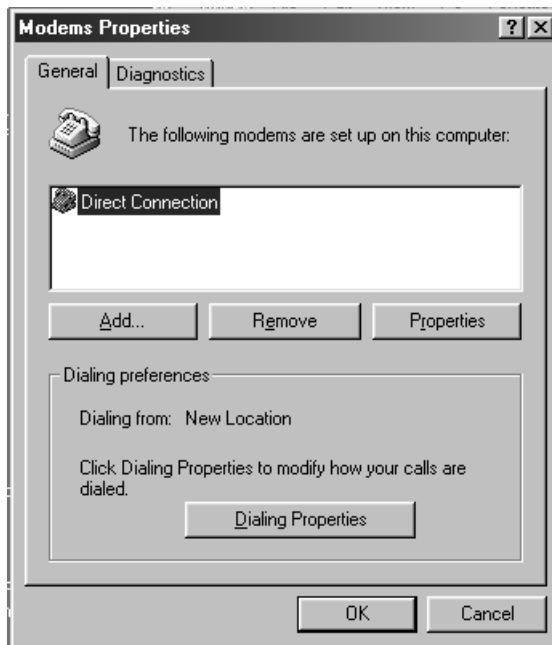 Modems Properties
General
Diagnostics
The following modems are set up on this computer:
Direct Connection
Add...
Remove
Properties
Dialing preferences
Dialing from: New Location
Click Dialing Properties to modify how your calls are
dialed.
Dialing Properties
OK
Cancel